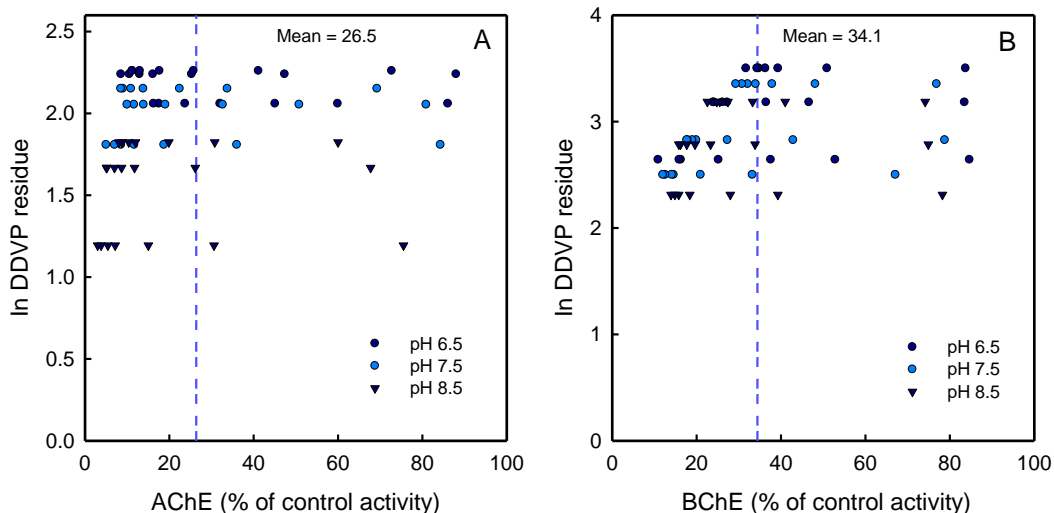 Mean = 26.5
A
ln DDVP residue
2.5
2.0
1.5
1.0
0.5
0.0
pH 6.5
pH 7.5
pH 8.5
0 20 40 60 80 100
AChE (% of control activity)
Mean = 34.1
B
ln DDVP residue
4
3
2
1
0
pH 6.5
pH 7.5
pH 8.5
0 20 40 60 80 100
BChE (% of control activity)